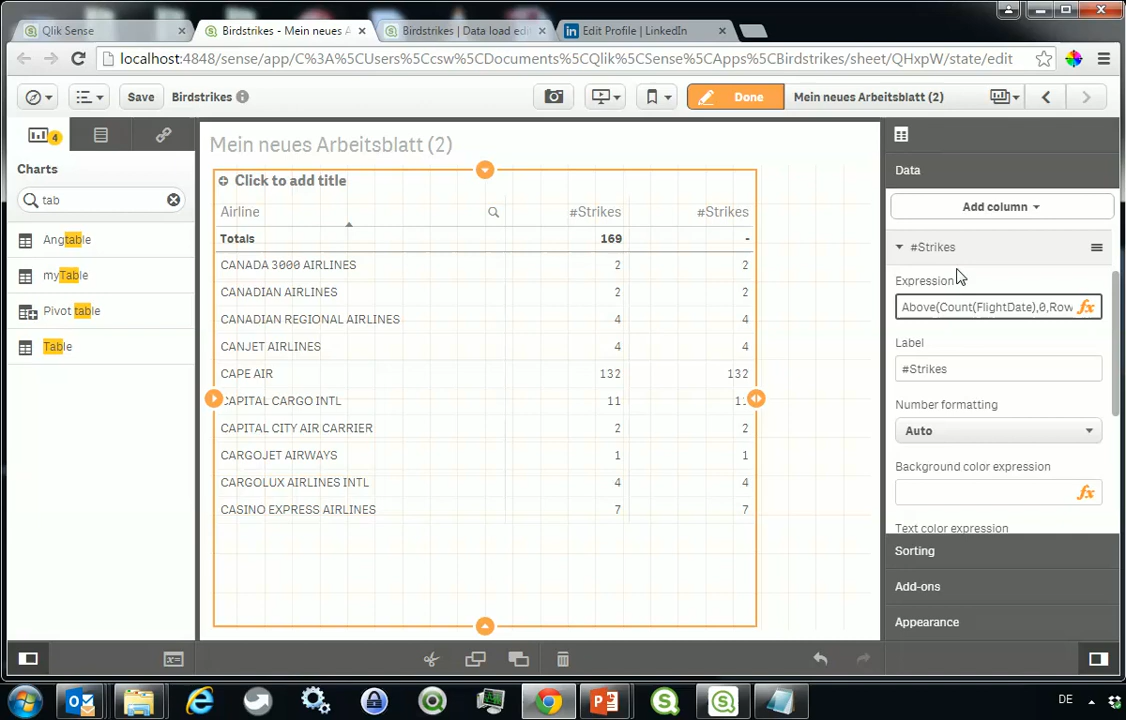 Qlik Sense
Birdstrikes - Mein neues A
Birdstrikes | Data load edi
Edit Profile | LinkedIn
localhost:4848/sense/app/C%3A%5CUsers%5Ccsw%5CDocuments%5CQlik%5CSense%5CApps%5CBirdstrikes/sheet/QHxpW/state/edit
Save
Birdstrikes
Done
Mein neues Arbeitsblatt (2)
4
Charts
tab
Angtable
myTable
Pivot table
Table
Mein neues Arbeitsblatt (2)
Click to add title
Airline #Strikes #Strikes
Totals 169 -
CANADA 3000 AIRLINES 2 2
CANADIAN AIRLINES 2 2
CANADIAN REGIONAL AIRLINES 4 4
CANJET AIRLINES 4 4
CAPE AIR 132 132
CAPITAL CARGO INTL 11 11
CAPITAL CITY AIR CARRIER 2 2
CARGOJET AIRWAYS 1 1
CARGOLUX AIRLINES INTL 4 4
CASINO EXPRESS AIRLINES 7 7
Data
Add column
#Strikes
Expression
Above(Count(FlightDate),0,Row
Label
#Strikes
Number formatting
Auto
Background color expression
Text color expression
Sorting
Add-ons
Appearance
DE